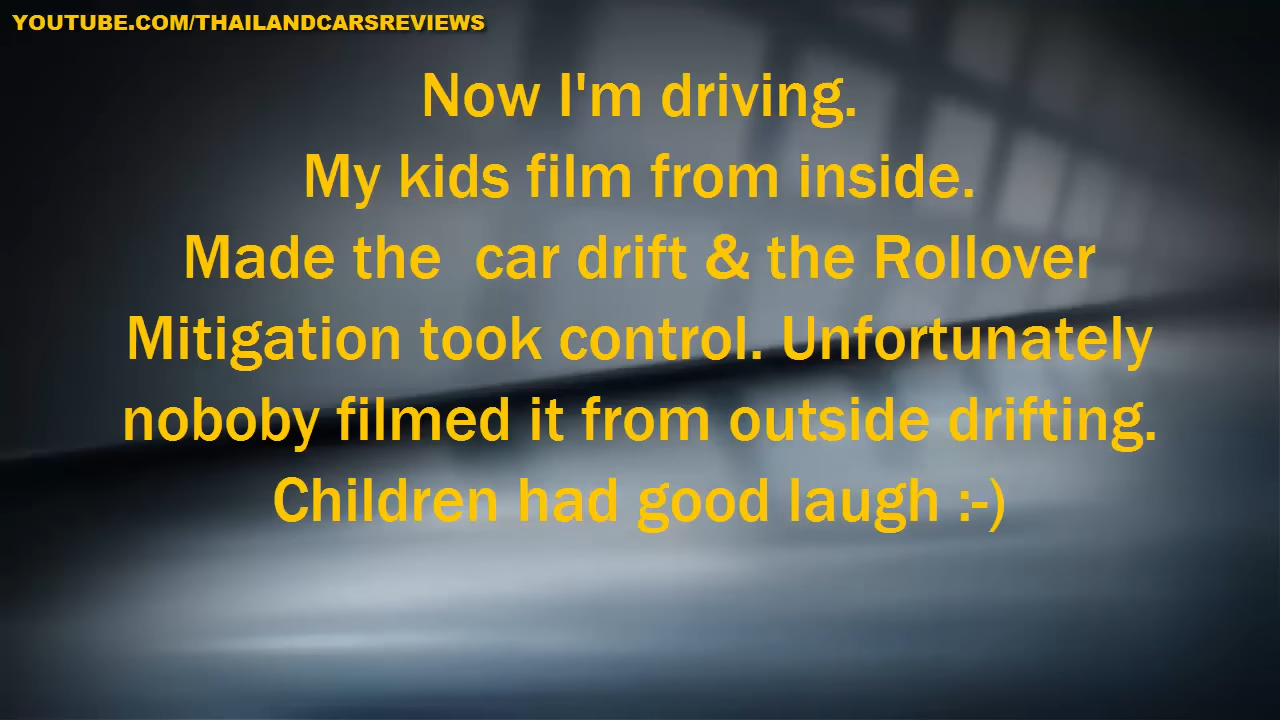 YOUTUBE.COM/THAILANDCARSREVIEWS
Now I'm driving.
My kids film from inside.
Made the  car drift & the Rollover
Mitigation took control. Unfortunately
noboby filmed it from outside drifting.
Children had good laugh :-)